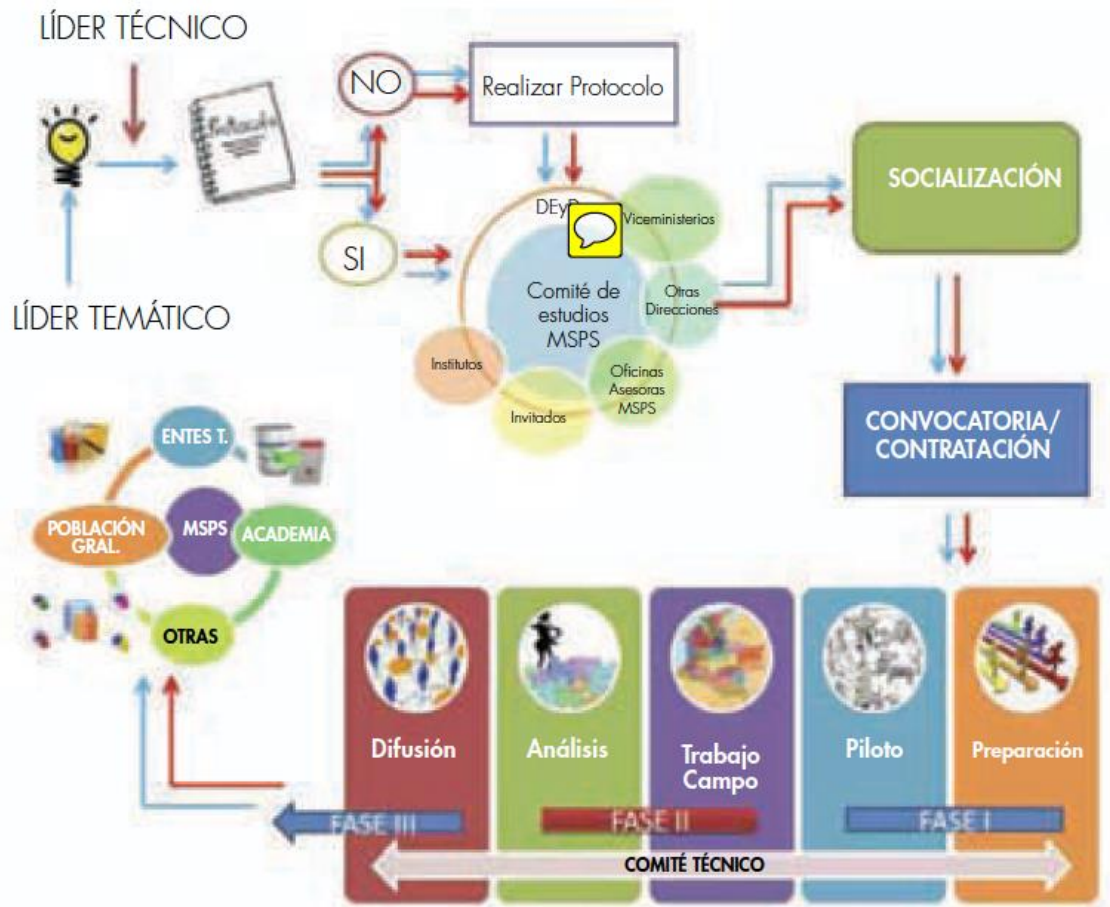 LÍDER TÉCNICO
NO
Realizar Protocolo
SI
LÍDER TEMÁTICO
Viceministerios
Comité de
estudios
MSPS
Otras
Direcciones
Oficinas
Asesoras
MSPS
Invitados
Institutos
SOCIALIZACIÓN
CONVOCATORIA/
CONTRATACIÓN
ENTES T.
POBLACIÓN
GRAL.
MSPS
ACADEMIA
OTRAS
Difusión
Análisis
Trabajo
Campo
Piloto
Preparación
FASE III
FASE II
FASE I
COMITÉ TÉCNICO